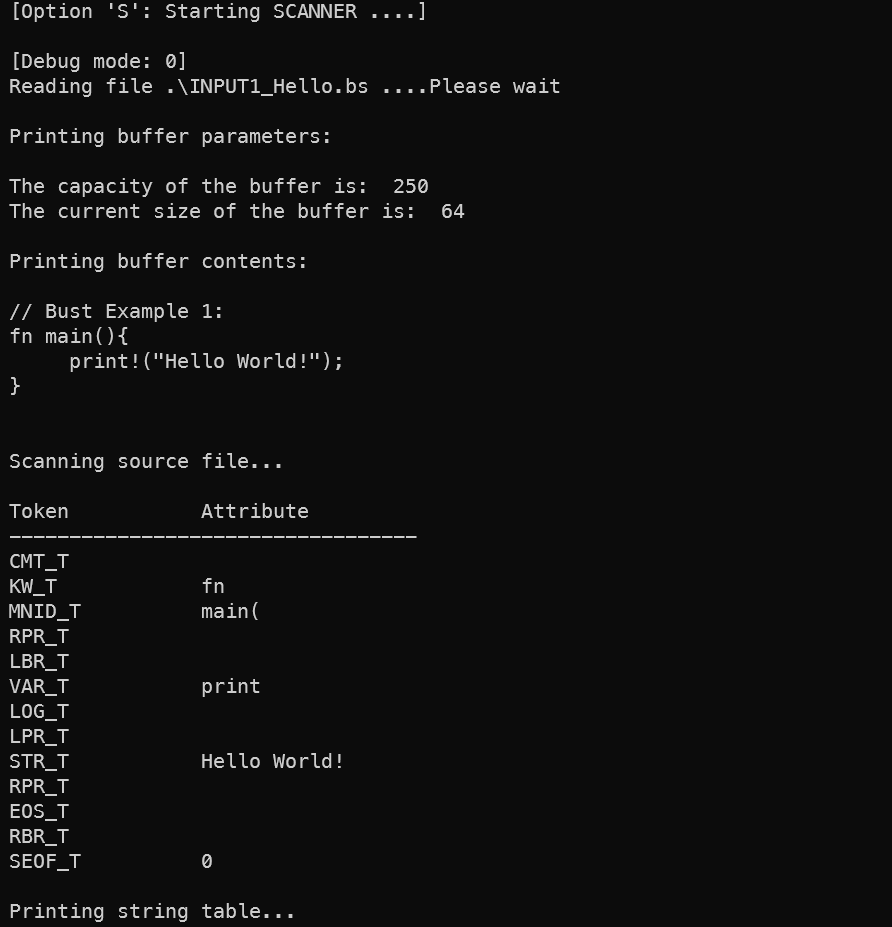 [Option 'S': Starting SCANNER ....]
[Debug mode: 0]
Reading file .\INPUT1_Hello.bs ....Please wait
Printing buffer parameters:
The capacity of the buffer is:  250
The current size of the buffer is:  64
Printing buffer contents:
// Bust Example 1:
fn main(){
     print!("Hello World!");
}
Scanning source file...
Token           Attribute
----------------------------------
CMT_T
KW_T            fn
MNID_T          main(
RPR_T
LBR_T
VAR_T           print
LOG_T
LPR_T
STR_T           Hello World!
RPR_T
EOS_T
RBR_T
SEOF_T          0
Printing string table...